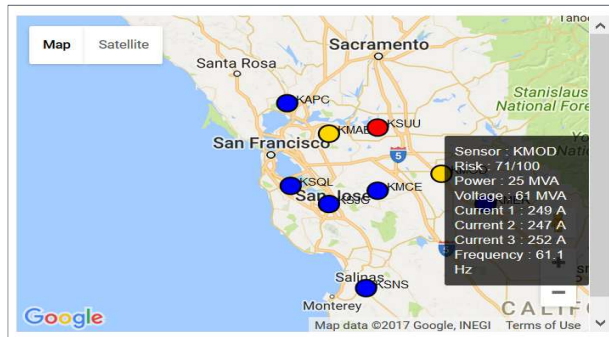 Map Satellite
Sacramento
Santa Rosa
KAPC
Stanislaus
National Fore
KSUU
San Francisco
5
Sensor : KMOD
Risk : 71/100
Power : 25 MVA
Voltage : 61 MVA
Current 1 : 249 A
Current 2 : 247 A
Current 3 : 252 A
Frequency : 61.1
Hz
KSQL
KMCE
San Jose
KSJC
Salinas
KSNS
Monterey
Google
CALIF
Map data ©2017 Google, INEGI Terms of Use